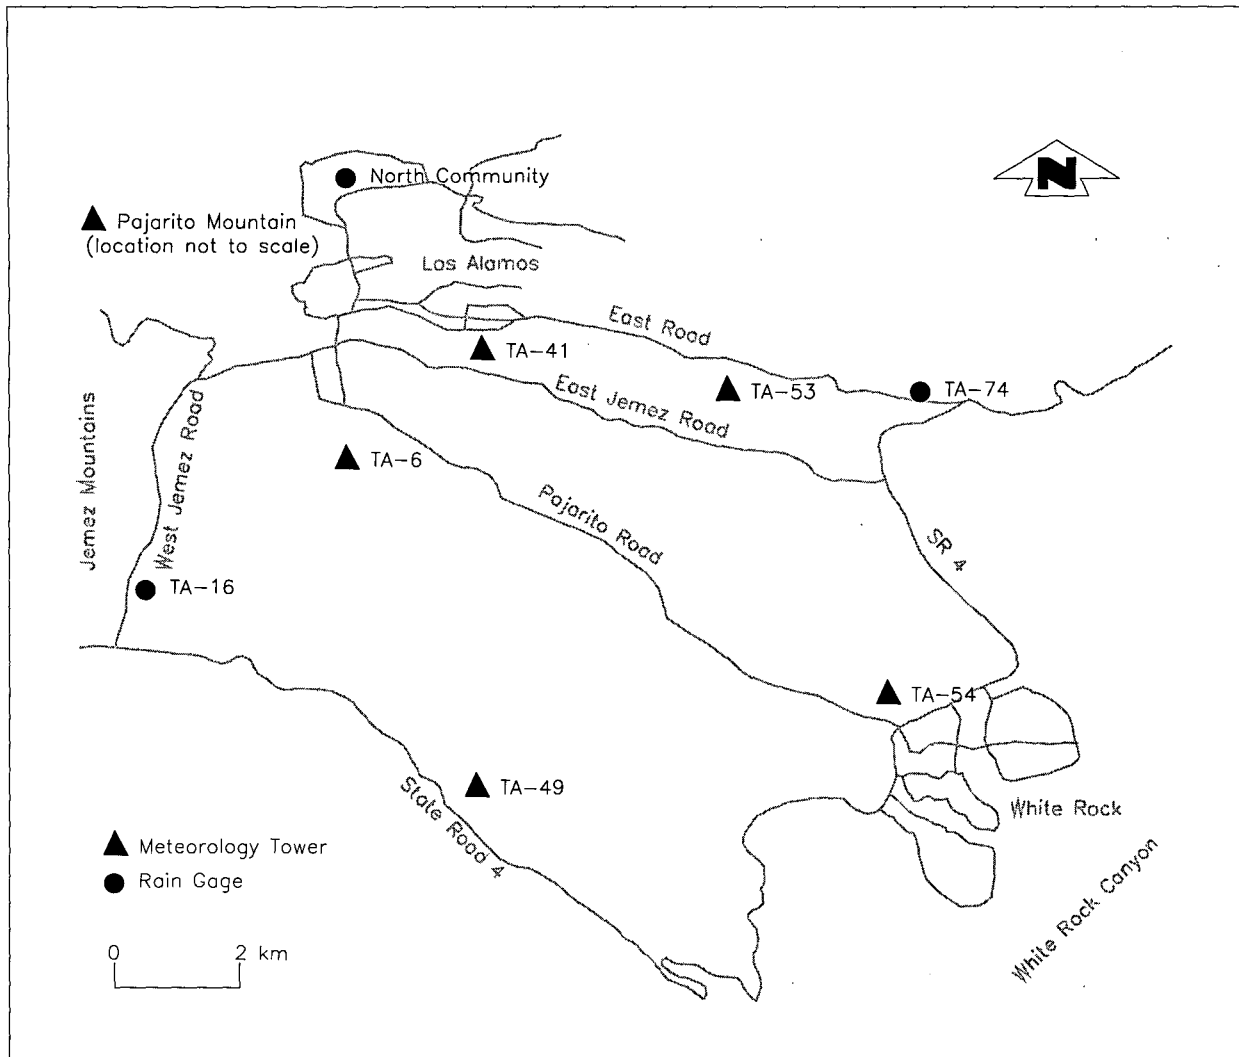 North Community
N
Pajarito Mountain
(location not to scale)
Los Alamos
East Road
TA-41
TA-53
TA-74
East Jemez Road
Jemez Mountains
West Jemez Road
TA-6
Pajarito Road
SR 4
TA-16
TA-54
TA-49
State Road 4
White Rock
Meteorology Tower
Rain Gage
White Rock Canyon
0 2 km